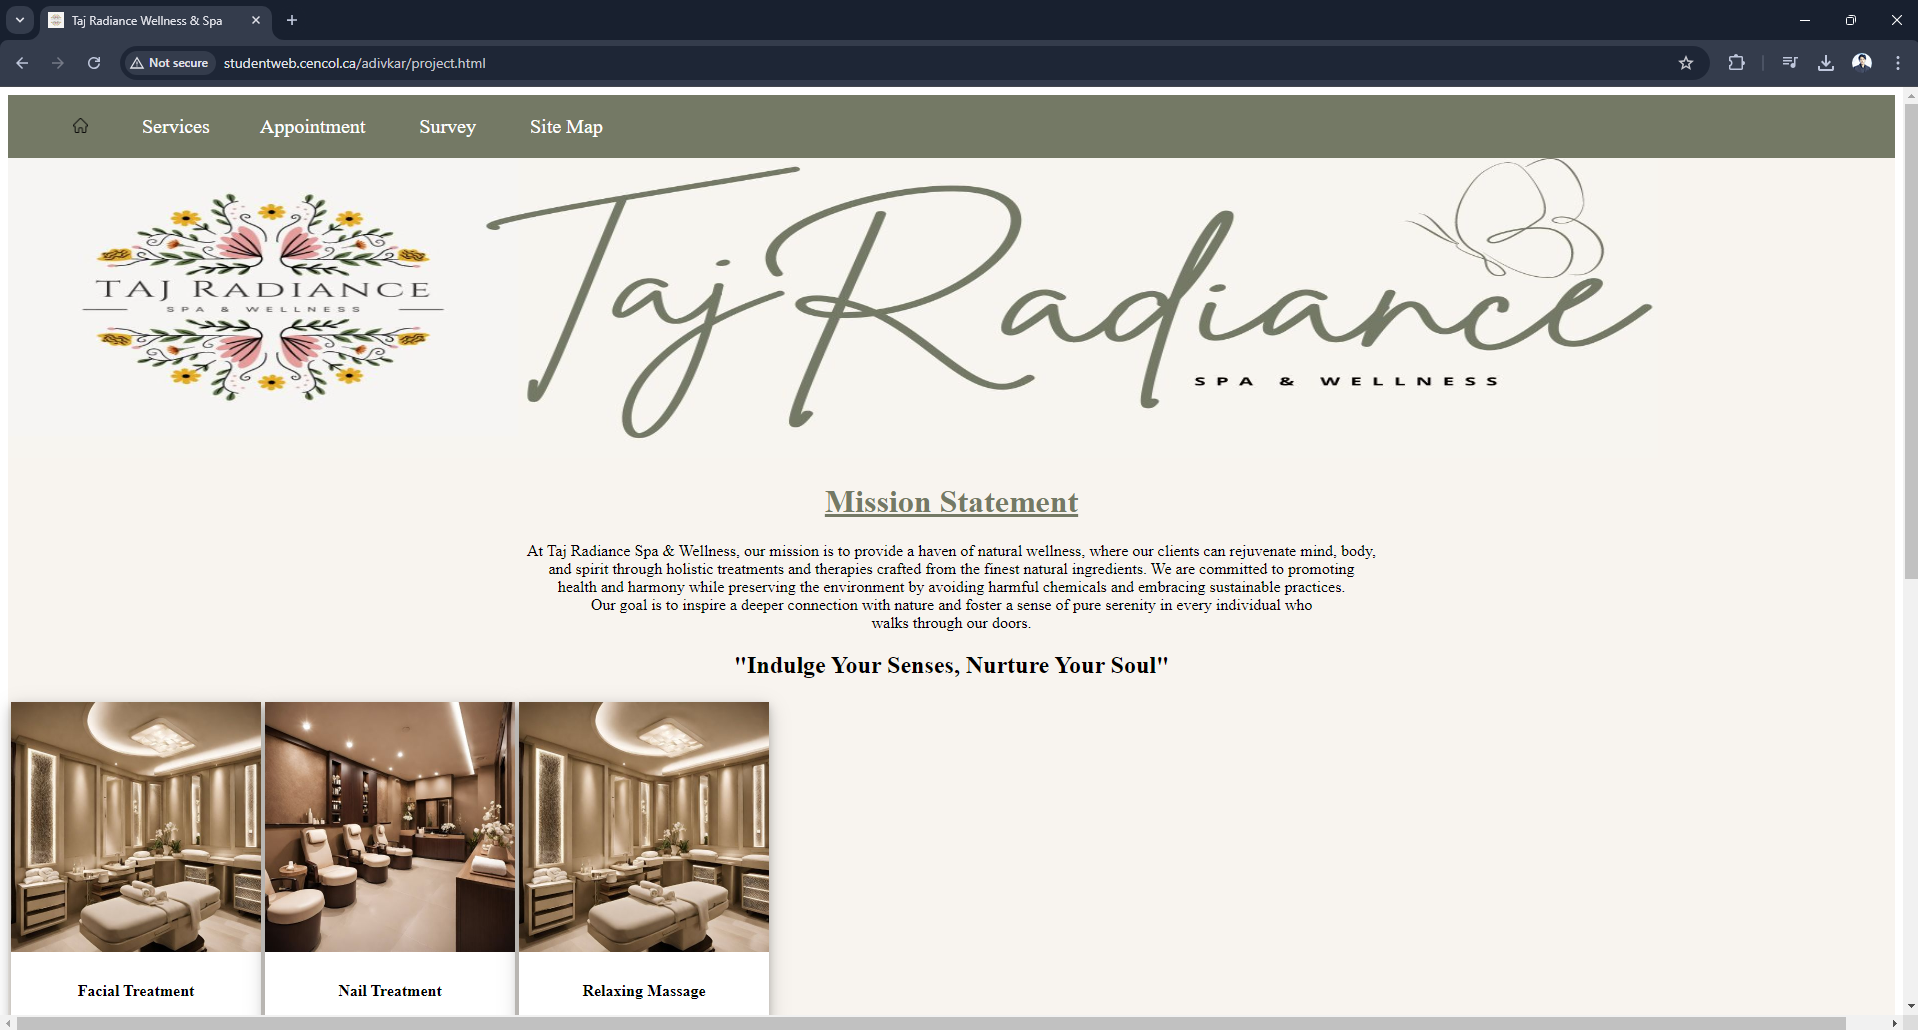 Taj Radiance Wellness & Spa
Not secure
studentweb.cencol.ca/adivkar/project.html
Services Appointment Survey Site Map
TAJ RADIANCE
SPA & WELLNESS
Taj Radiance
SPA & WELLNESS
Mission Statement
At Taj Radiance Spa & Wellness, our mission is to provide a haven of natural wellness, where our clients can rejuvenate mind, body,
and spirit through holistic treatments and therapies crafted from the finest natural ingredients. We are committed to promoting
health and harmony while preserving the environment by avoiding harmful chemicals and embracing sustainable practices.
Our goal is to inspire a deeper connection with nature and foster a sense of pure serenity in every individual who
walks through our doors.
"Indulge Your Senses, Nurture Your Soul"
Facial Treatment
Nail Treatment
Relaxing Massage